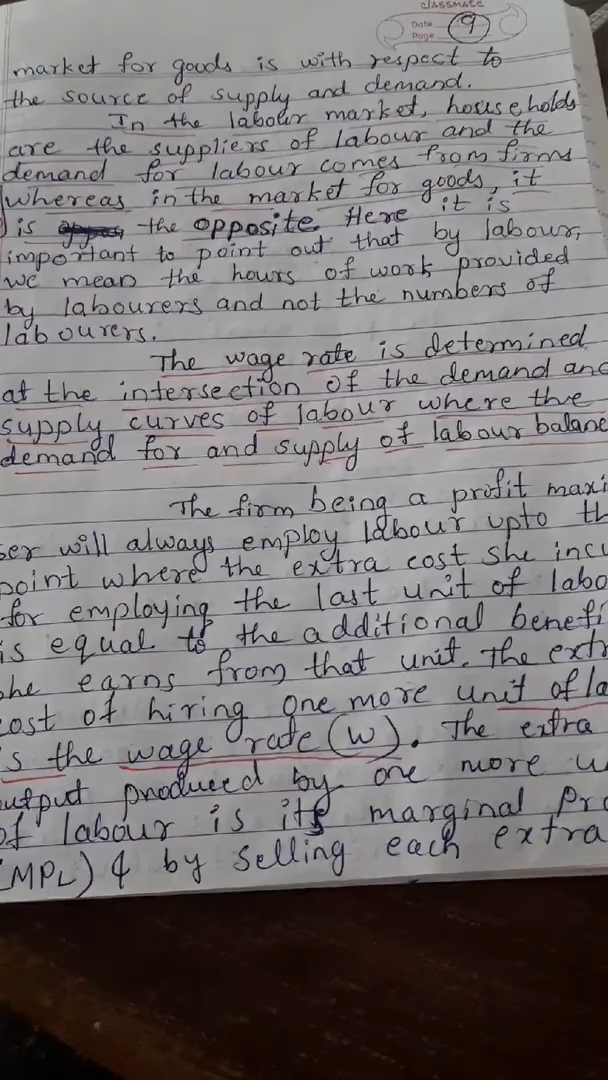 CLASSMATE
Date
Page 9
market for goods is with respect to
the source of supply and demand.
In the labour market, households
are the suppliers of labour and the
demand for labour comes from firms
whereas in the market for goods, it
is the opposite. Here it is
important to point out that by labour,
we mean the hours of work provided
by labourers and not the numbers of
labourers.
The wage rate is determined
at the intersection of the demand and
supply curves of labour where the
demand for and supply of labour balanc
The firm being a profit maxi
ser will always employ labour upto th
point where the extra cost she incu
for employing the last unit of labo
is equal to the additional benefi
she earns from that unit. The extr
cost of hiring one more unit of la
is the wage rate (W). The extra
output produced by one more u
of labour is its marginal pro
(MPL) & by selling each extra